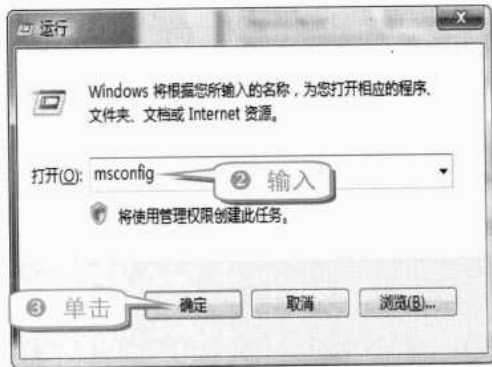 运行
Windows 将根据您所输入的名称，为您打开相应的程序、
文件夹、文档或 Internet 资源。
打开(O): msconfig
❷ 输入
将使用管理权限创建此任务。
❸ 单击
确定 取消 浏览(B)...